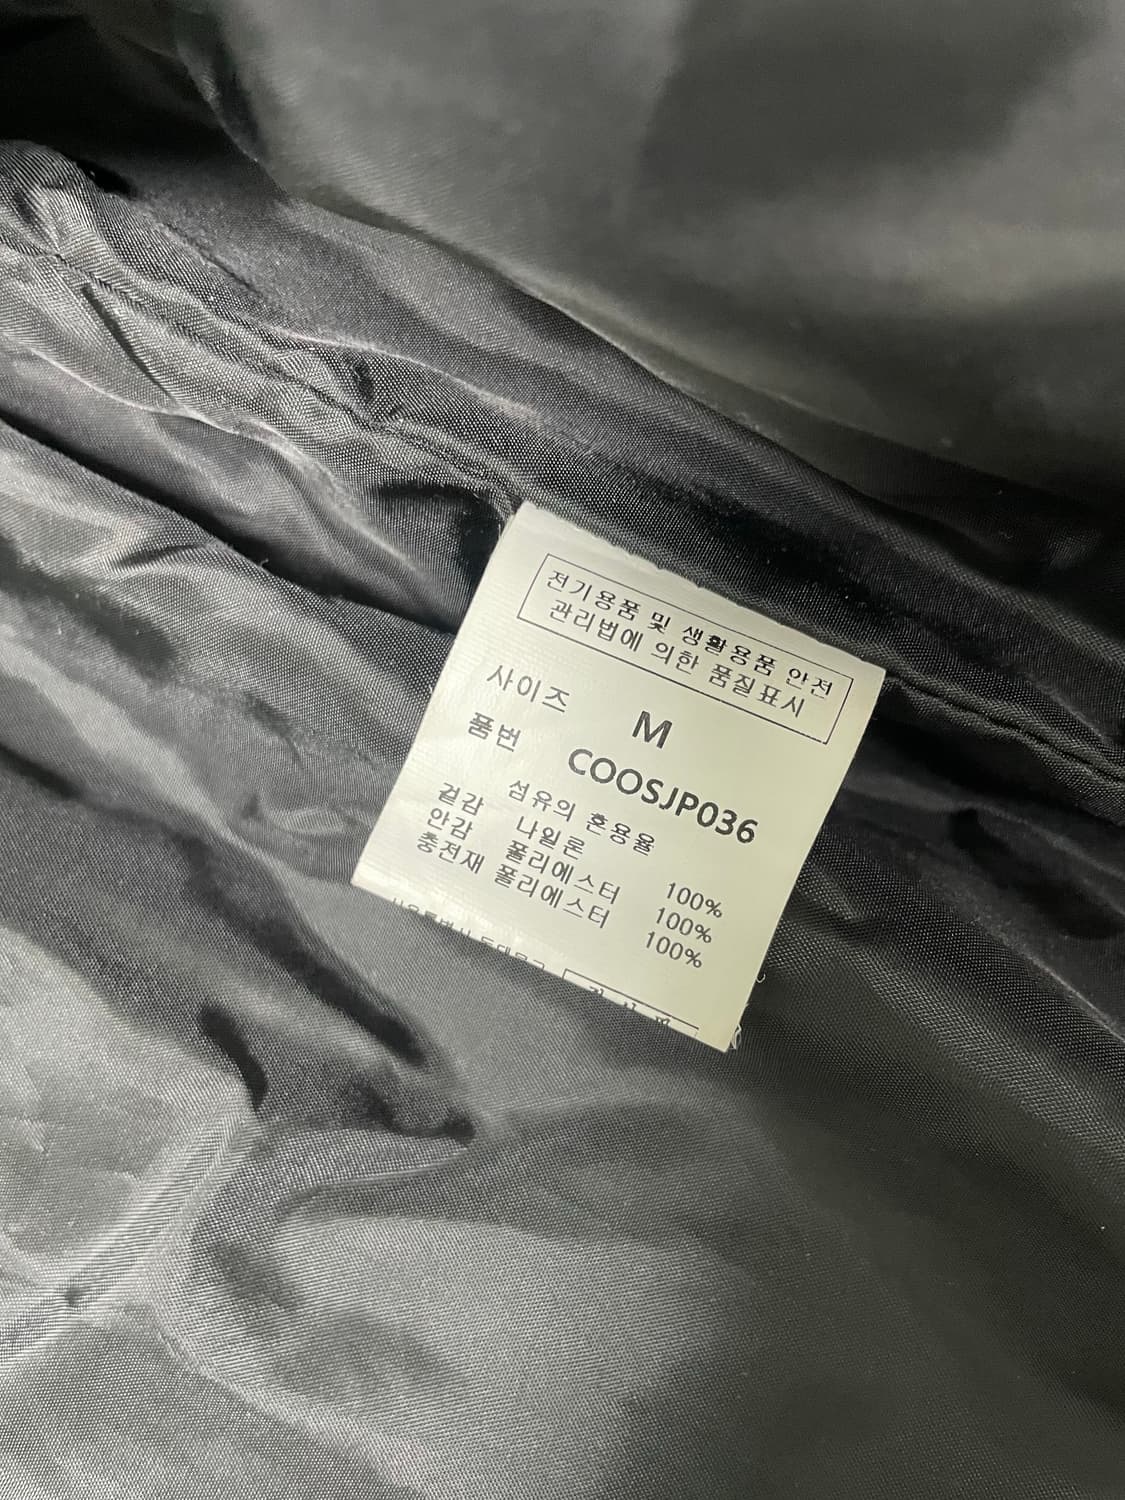 전기용품 및 생활용품 안전
관리법에 의한 품질표시
사이즈 M
품번 COOSJP036
섬유의 혼용율
겉감 나일론 100%
안감 폴리에스터 100%
충전재 폴리에스터 100%